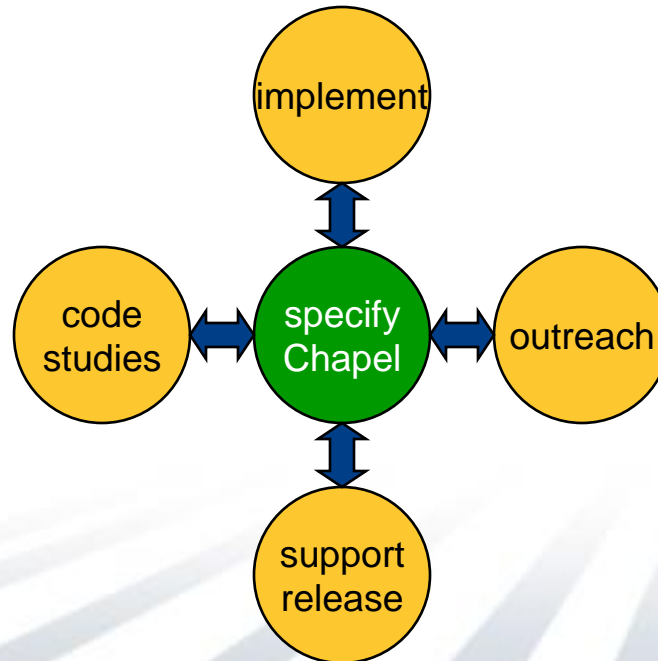 implement
code
studies
specify
Chapel
outreach
support
release